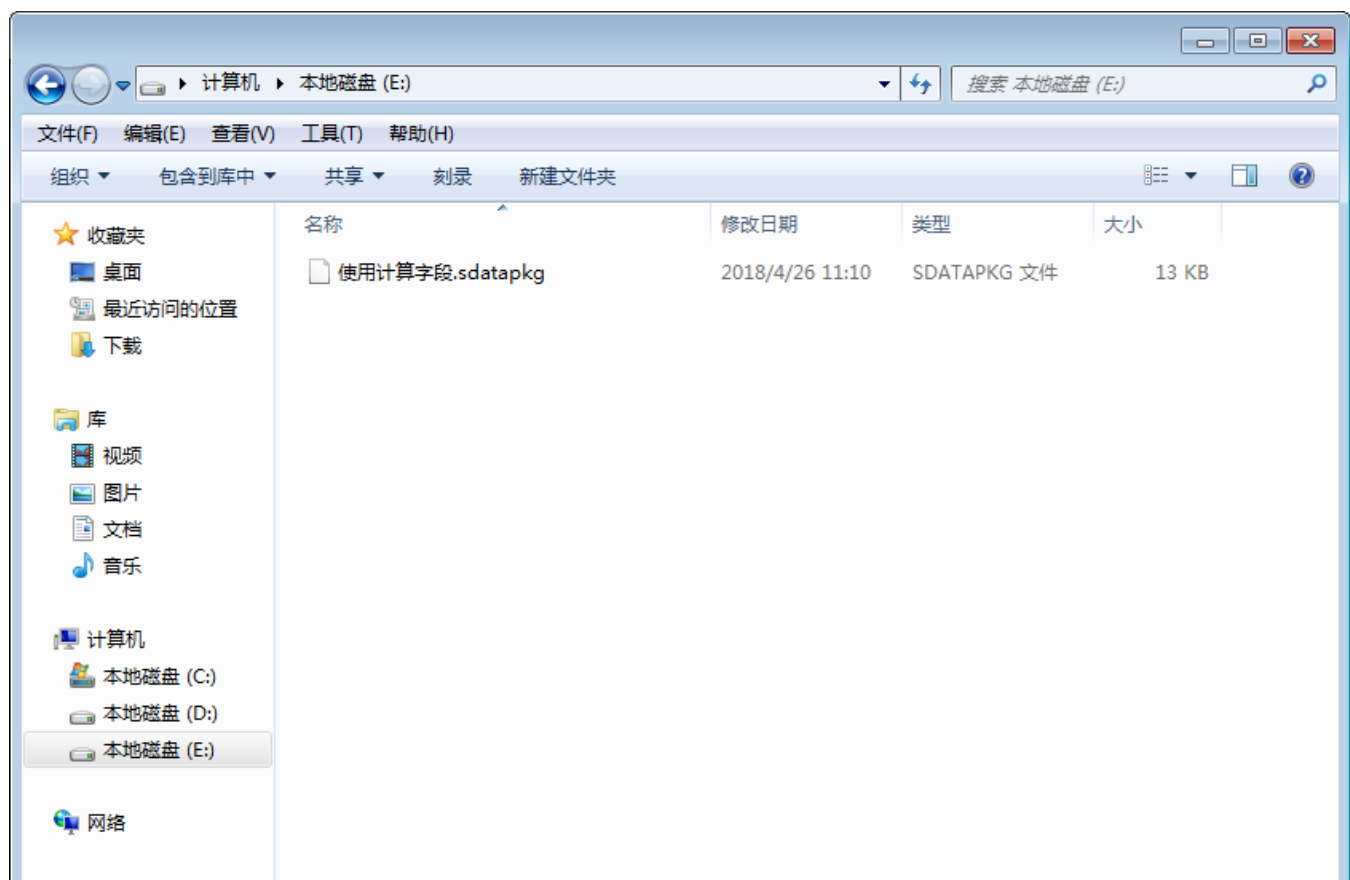 计算机 本地磁盘 (E:) 搜索 本地磁盘 (E:)
文件(F) 编辑(E) 查看(V) 工具(T) 帮助(H)
组织 包含到库中 共享 刻录 新建文件夹
名称 修改日期 类型 大小
使用计算字段.sdatapkg 2018/4/26 11:10 SDATAPKG 文件 13 KB
收藏夹
桌面
最近访问的位置
下载
库
视频
图片
文档
音乐
计算机
本地磁盘 (C:)
本地磁盘 (D:)
本地磁盘 (E:)
网络